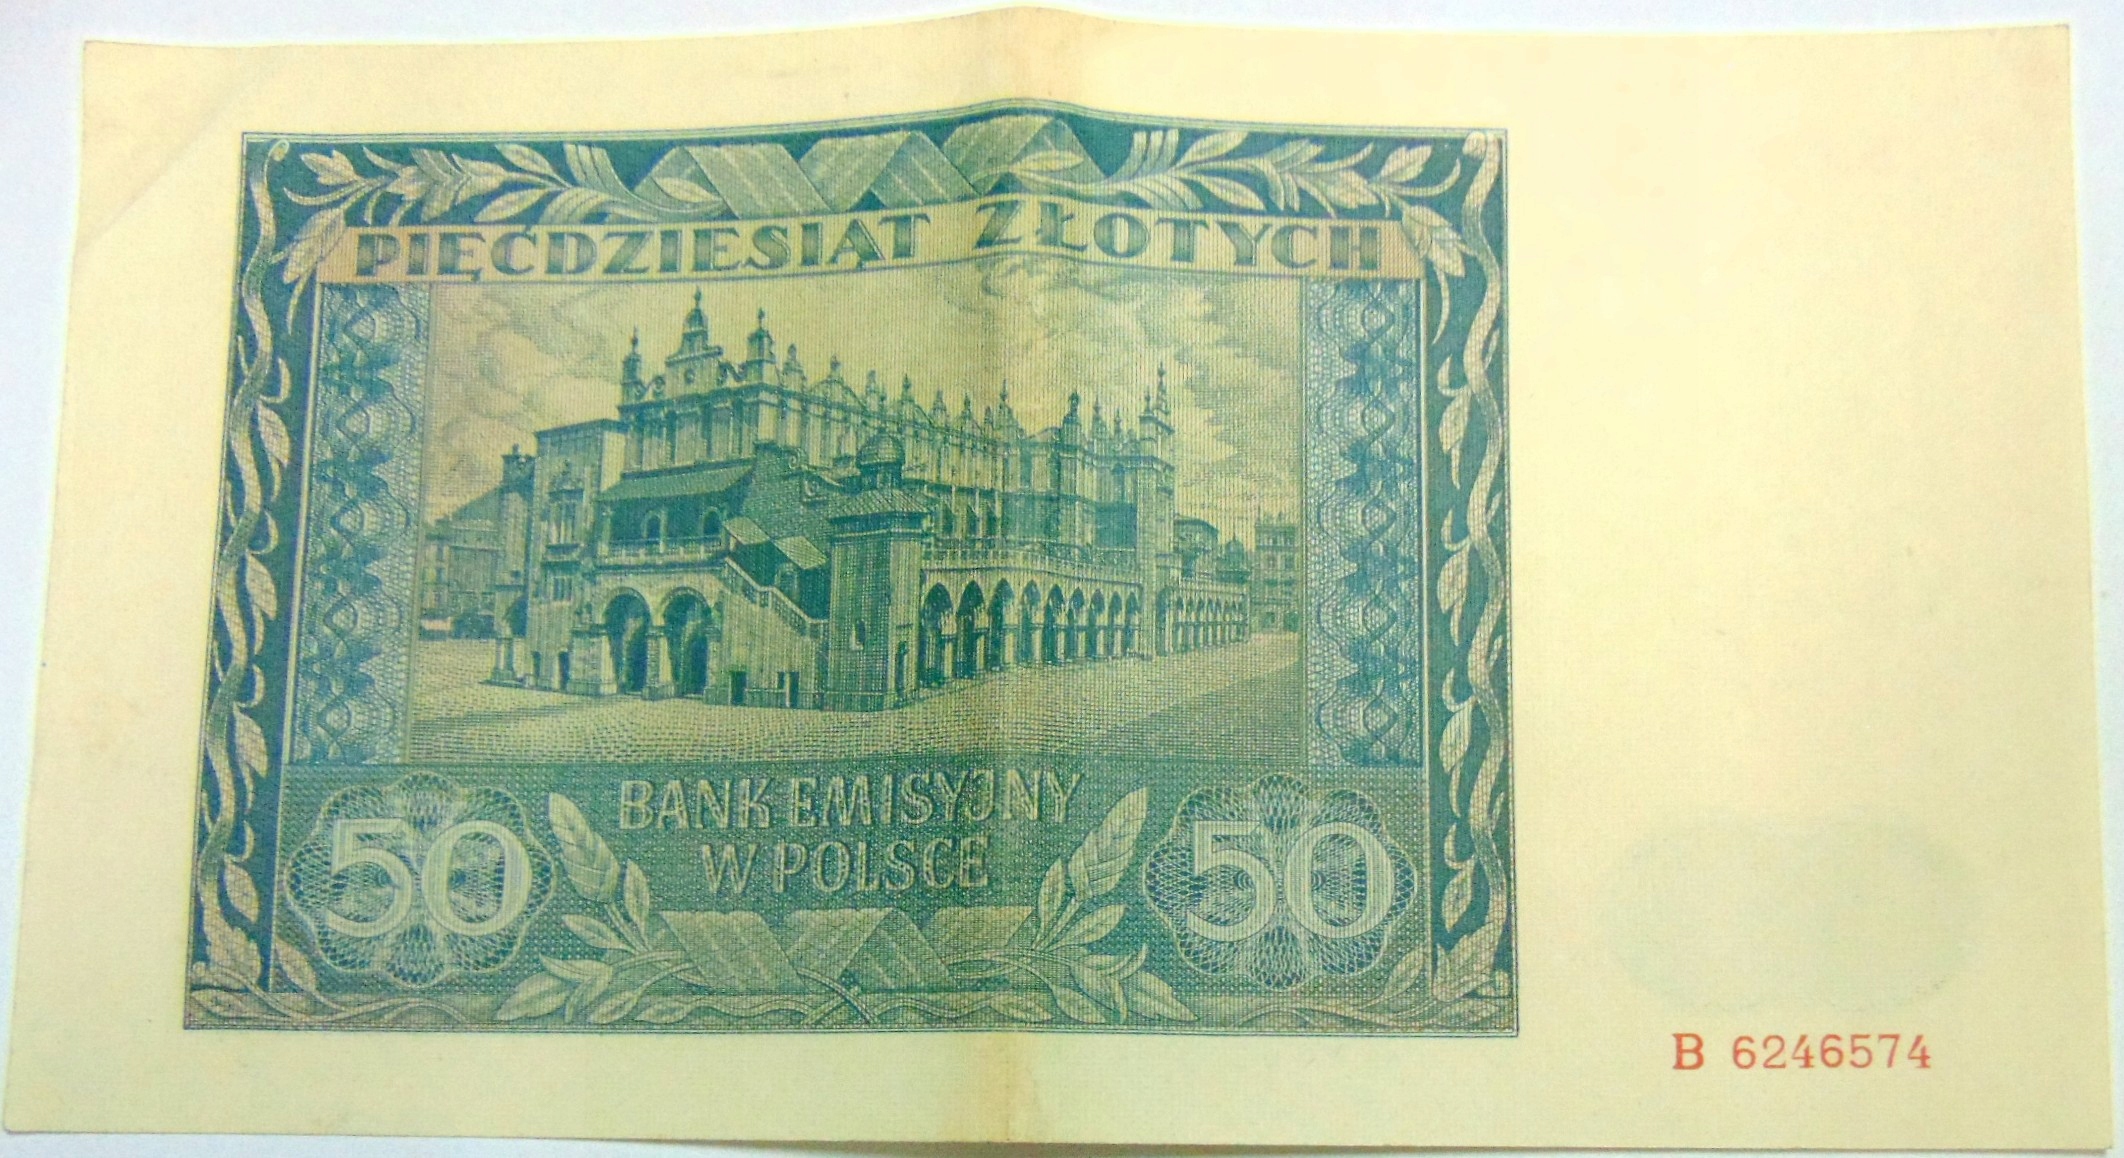 PIĘĆDZIESIĄT ZŁOTYCH
BANK EMISYJNY
W POLSCE
50 50
B 6246574